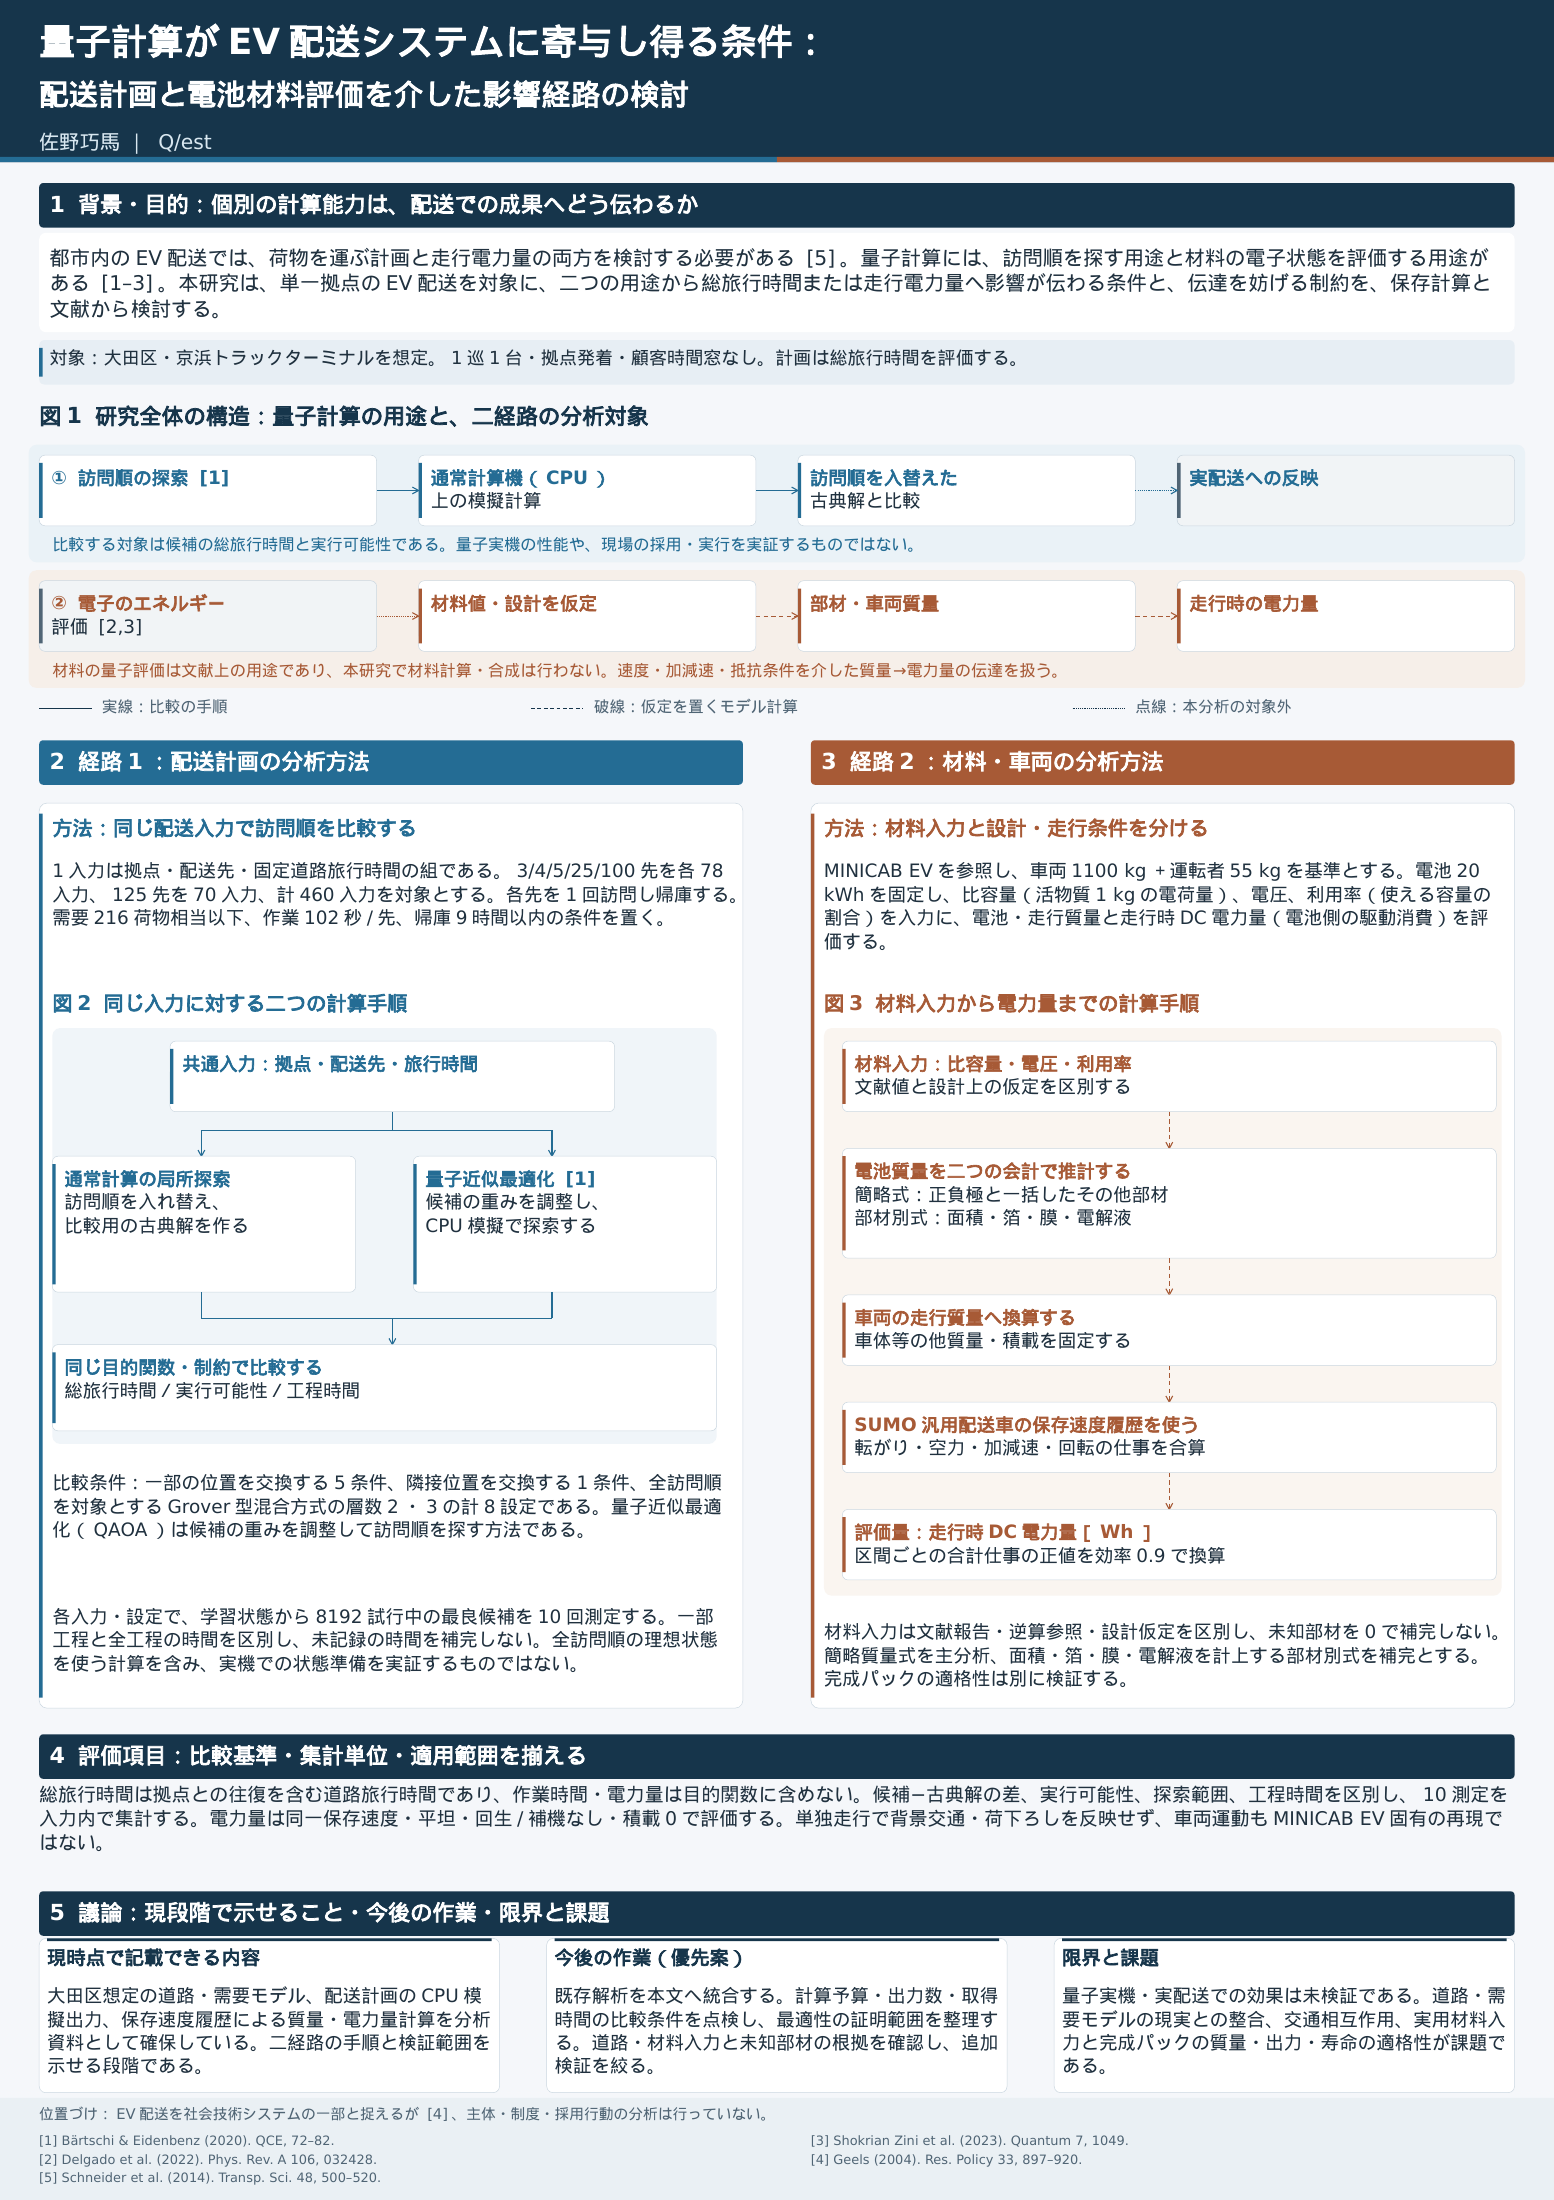 量子計算が EV 配送システムに寄与し得る条件：
配送計画と電池材料評価を介した影響経路の検討
佐野巧馬 ｜ Q/est
1 背景・目的：個別の計算能力は、配送での成果へどう伝わるか
都市内の EV 配送では、荷物を運ぶ計画と走行電力量の両方を検討する必要がある [5]。量子計算には、訪問順を探す用途と材料の電子状態を評価する用途が
ある [1–3]。本研究は、単一拠点の EV 配送を対象に、二つの用途から総旅行時間または走行電力量へ影響が伝わる条件と、伝達を妨げる制約を、保存計算と
文献から検討する。
対象：大田区・京浜トラックターミナルを想定。 1 巡 1 台・拠点発着・顧客時間窓なし。計画は総旅行時間を評価する。
図 1 研究全体の構造：量子計算の用途と、二経路の分析対象
① 訪問順の探索 [1]
通常計算機（ CPU ）
上の模擬計算
訪問順を入替えた
古典解と比較
実配送への反映
比較する対象は候補の総旅行時間と実行可能性である。量子実機の性能や、現場の採用・実行を実証するものではない。
② 電子のエネルギー
評価 [2,3]
材料値・設計を仮定
部材・車両質量
走行時の電力量
材料の量子評価は文献上の用途であり、本研究で材料計算・合成は行わない。速度・加減速・抵抗条件を介した質量→電力量の伝達を扱う。
実線：比較の手順
破線：仮定を置くモデル計算
点線：本分析の対象外
2 経路 1 ：配送計画の分析方法
方法：同じ配送入力で訪問順を比較する
1 入力は拠点・配送先・固定道路旅行時間の組である。 3/4/5/25/100 先を各 78
入力、 125 先を 70 入力、計 460 入力を対象とする。各先を 1 回訪問し帰庫する。
需要 216 荷物相当以下、作業 102 秒 / 先、帰庫 9 時間以内の条件を置く。
図 2 同じ入力に対する二つの計算手順
共通入力：拠点・配送先・旅行時間
通常計算の局所探索
訪問順を入れ替え、
比較用の古典解を作る
量子近似最適化 [1]
候補の重みを調整し、
CPU 模擬で探索する
同じ目的関数・制約で比較する
総旅行時間 / 実行可能性 / 工程時間
比較条件：一部の位置を交換する 5 条件、隣接位置を交換する 1 条件、全訪問順
を対象とする Grover 型混合方式の層数 2 ・ 3 の計 8 設定である。量子近似最適
化（ QAOA ）は候補の重みを調整して訪問順を探す方法である。
各入力・設定で、学習状態から 8192 試行中の最良候補を 10 回測定する。一部
工程と全工程の時間を区別し、未記録の時間を補完しない。全訪問順の理想状態
を使う計算を含み、実機での状態準備を実証するものではない。
3 経路 2 ：材料・車両の分析方法
方法：材料入力と設計・走行条件を分ける
MINICAB EV を参照し、車両 1100 kg ＋運転者 55 kg を基準とする。電池 20
kWh を固定し、比容量（活物質 1 kg の電荷量）、電圧、利用率（使える容量の
割合）を入力に、電池・走行質量と走行時 DC 電力量（電池側の駆動消費）を評
価する。
図 3 材料入力から電力量までの計算手順
材料入力：比容量・電圧・利用率
文献値と設計上の仮定を区別する
電池質量を二つの会計で推計する
簡略式：正負極と一括したその他部材
部材別式：面積・箔・膜・電解液
車両の走行質量へ換算する
車体等の他質量・積載を固定する
SUMO 汎用配送車の保存速度履歴を使う
転がり・空力・加減速・回転の仕事を合算
評価量：走行時 DC 電力量［ Wh ］
区間ごとの合計仕事の正値を効率 0.9 で換算
材料入力は文献報告・逆算参照・設計仮定を区別し、未知部材を 0 で補完しない。
簡略質量式を主分析、面積・箔・膜・電解液を計上する部材別式を補完とする。
完成パックの適格性は別に検証する。
4 評価項目：比較基準・集計単位・適用範囲を揃える
総旅行時間は拠点との往復を含む道路旅行時間であり、作業時間・電力量は目的関数に含めない。候補−古典解の差、実行可能性、探索範囲、工程時間を区別し、 10 測定を
入力内で集計する。電力量は同一保存速度・平坦・回生 / 補機なし・積載 0 で評価する。単独走行で背景交通・荷下ろしを反映せず、車両運動も MINICAB EV 固有の再現で
はない。
5 議論：現段階で示せること・今後の作業・限界と課題
現時点で記載できる内容
大田区想定の道路・需要モデル、配送計画の CPU 模
擬出力、保存速度履歴による質量・電力量計算を分析
資料として確保している。二経路の手順と検証範囲を
示せる段階である。
今後の作業（優先案）
既存解析を本文へ統合する。計算予算・出力数・取得
時間の比較条件を点検し、最適性の証明範囲を整理す
る。道路・材料入力と未知部材の根拠を確認し、追加
検証を絞る。
限界と課題
量子実機・実配送での効果は未検証である。道路・需
要モデルの現実との整合、交通相互作用、実用材料入
力と完成パックの質量・出力・寿命の適格性が課題で
ある。
位置づけ： EV 配送を社会技術システムの一部と捉えるが [4]、主体・制度・採用行動の分析は行っていない。
[1] Bärtschi & Eidenbenz (2020). QCE, 72–82.
[2] Delgado et al. (2022). Phys. Rev. A 106, 032428.
[5] Schneider et al. (2014). Transp. Sci. 48, 500–520.
[3] Shokrian Zini et al. (2023). Quantum 7, 1049.
[4] Geels (2004). Res. Policy 33, 897–920.